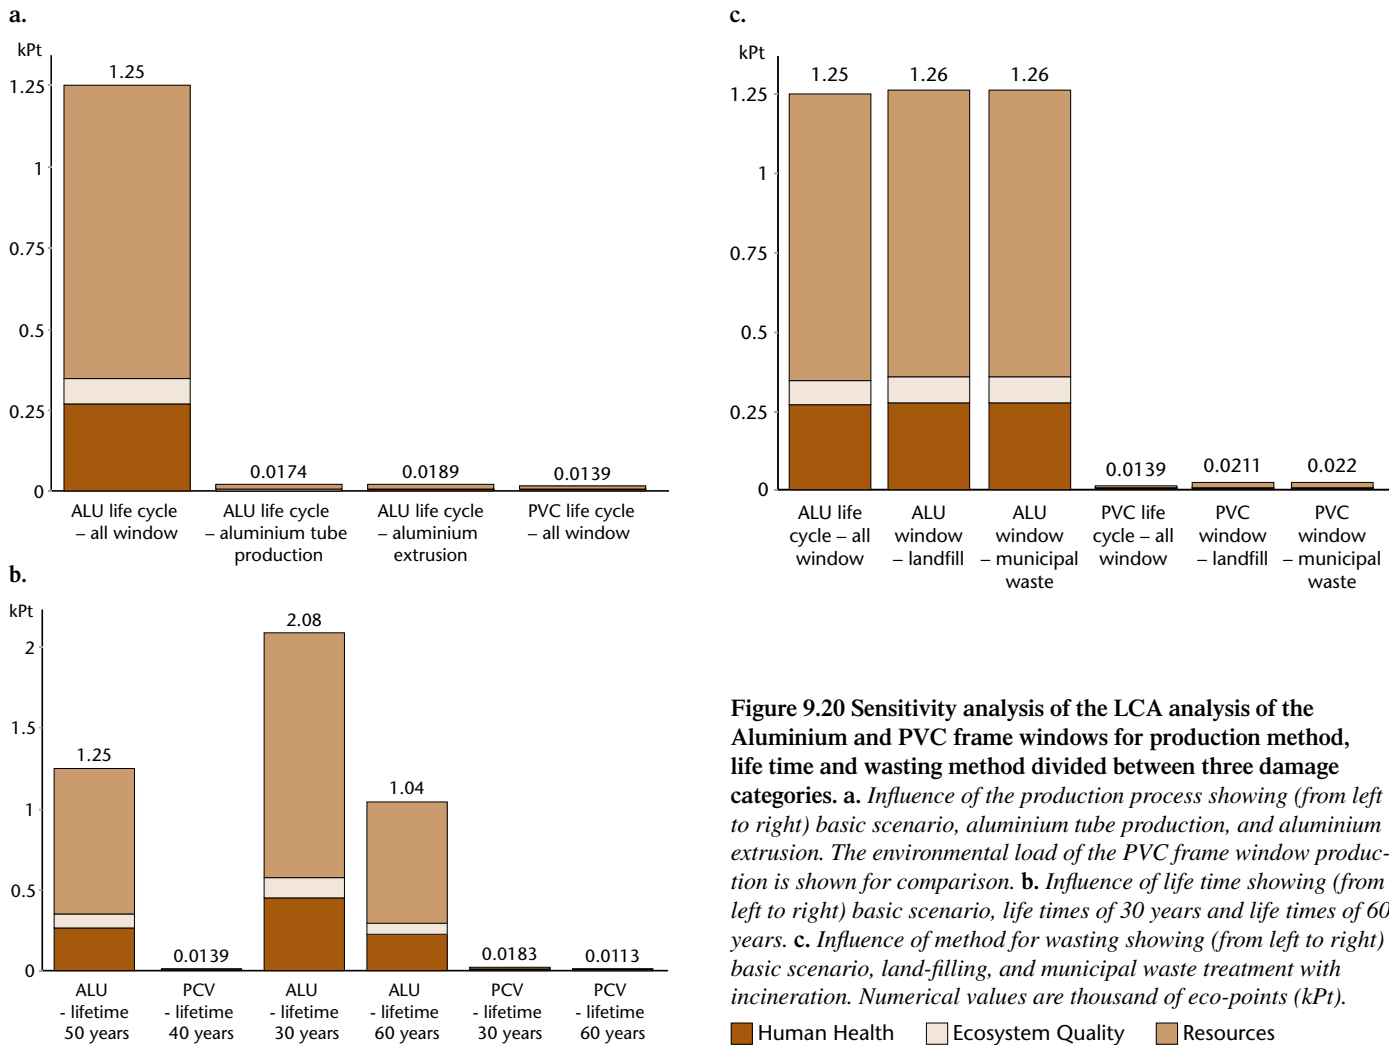 a.
kPt
1.25
1.25
1
0.75
0.5
0.25
0
0.0174
0.0189
0.0139
ALU life cycle
– all window
ALU life cycle
– aluminium tube
production
ALU life cycle
– aluminium
extrusion
PVC life cycle
– all window
b.
kPt
2
1.5
1
0.5
0
1.25
0.0139
2.08
1.04
0.0183
0.0113
ALU
- lifetime
50 years
PCV
- lifetime
40 years
ALU
- lifetime
30 years
ALU
- lifetime
60 years
PCV
- lifetime
30 years
PCV
- lifetime
60 years
c.
kPt
1.25
1
0.75
0.5
0.25
0
1.25
1.26
1.26
0.0139
0.0211
0.022
ALU life
cycle – all
window
ALU
window
– landfill
ALU
window
– municipal
waste
PVC life
cycle – all
window
PVC
window
– landfill
PVC
window
– municipal
waste
Figure 9.20 Sensitivity analysis of the LCA analysis of the
Aluminium and PVC frame windows for production method,
life time and wasting method divided between three damage
categories. a. Influence of the production process showing (from left
to right) basic scenario, aluminium tube production, and aluminium
extrusion. The environmental load of the PVC frame window produc-
tion is shown for comparison. b. Influence of life time showing (from
left to right) basic scenario, life times of 30 years and life times of 60
years. c. Influence of method for wasting showing (from left to right)
basic scenario, land-filling, and municipal waste treatment with
incineration. Numerical values are thousand of eco-points (kPt).
Human Health
Ecosystem Quality
Resources